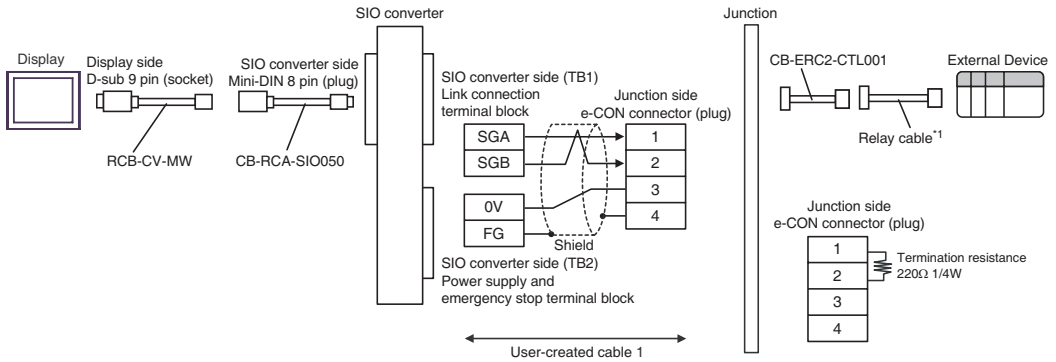 SIO converter
Junction
Display
Display side
D-sub 9 pin (socket)
SIO converter side
Mini-DIN 8 pin (plug)
RCB-CV-MW
CB-RCA-SIO050
SIO converter side (TB1)
Link connection
terminal block
Junction side
e-CON connector (plug)
SGA
SGB
0V
FG
1
2
3
4
Shield
SIO converter side (TB2)
Power supply and
emergency stop terminal block
User-created cable 1
CB-ERC2-CTL001
External Device
Relay cable*1
Junction side
e-CON connector (plug)
1
2
3
4
Termination resistance
220Ω 1/4W